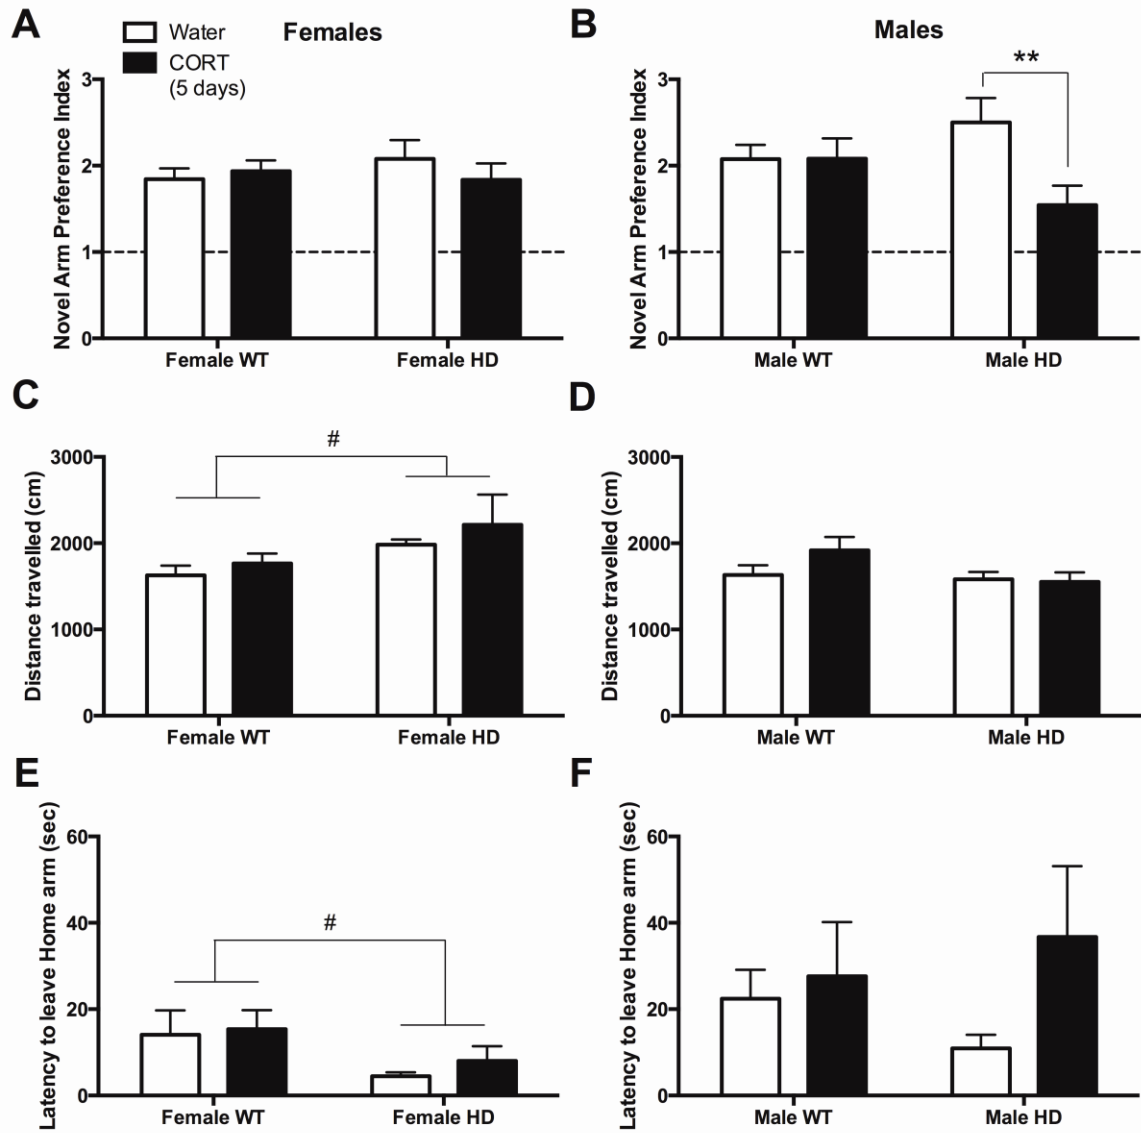 A
Water
CORT
(5 days)
Females
Novel Arm Preference Index
3
2
1
0
Female WT
Female HD
B
Males
**
Novel Arm Preference Index
3
2
1
0
Male WT
Male HD
C
#
Distance travelled (cm)
3000
2000
1000
0
Female WT
Female HD
D
Distance travelled (cm)
3000
2000
1000
0
Male WT
Male HD
E
#
Latency to leave Home arm (sec)
60
40
20
0
Female WT
Female HD
F
Latency to leave Home arm (sec)
60
40
20
0
Male WT
Male HD